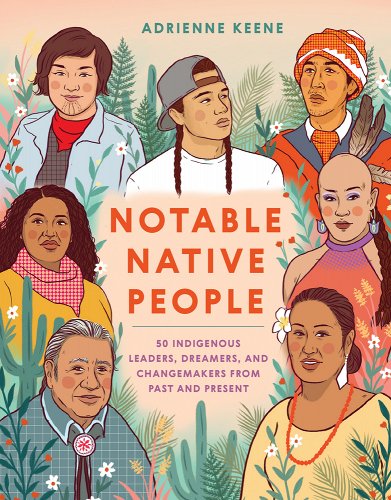 ADRIENNE KEENE
NOTABLE
NATIVE
PEOPLE
50 INDIGENOUS
LEADERS, DREAMERS, AND
CHANGEMAKERS FROM
PAST AND PRESENT